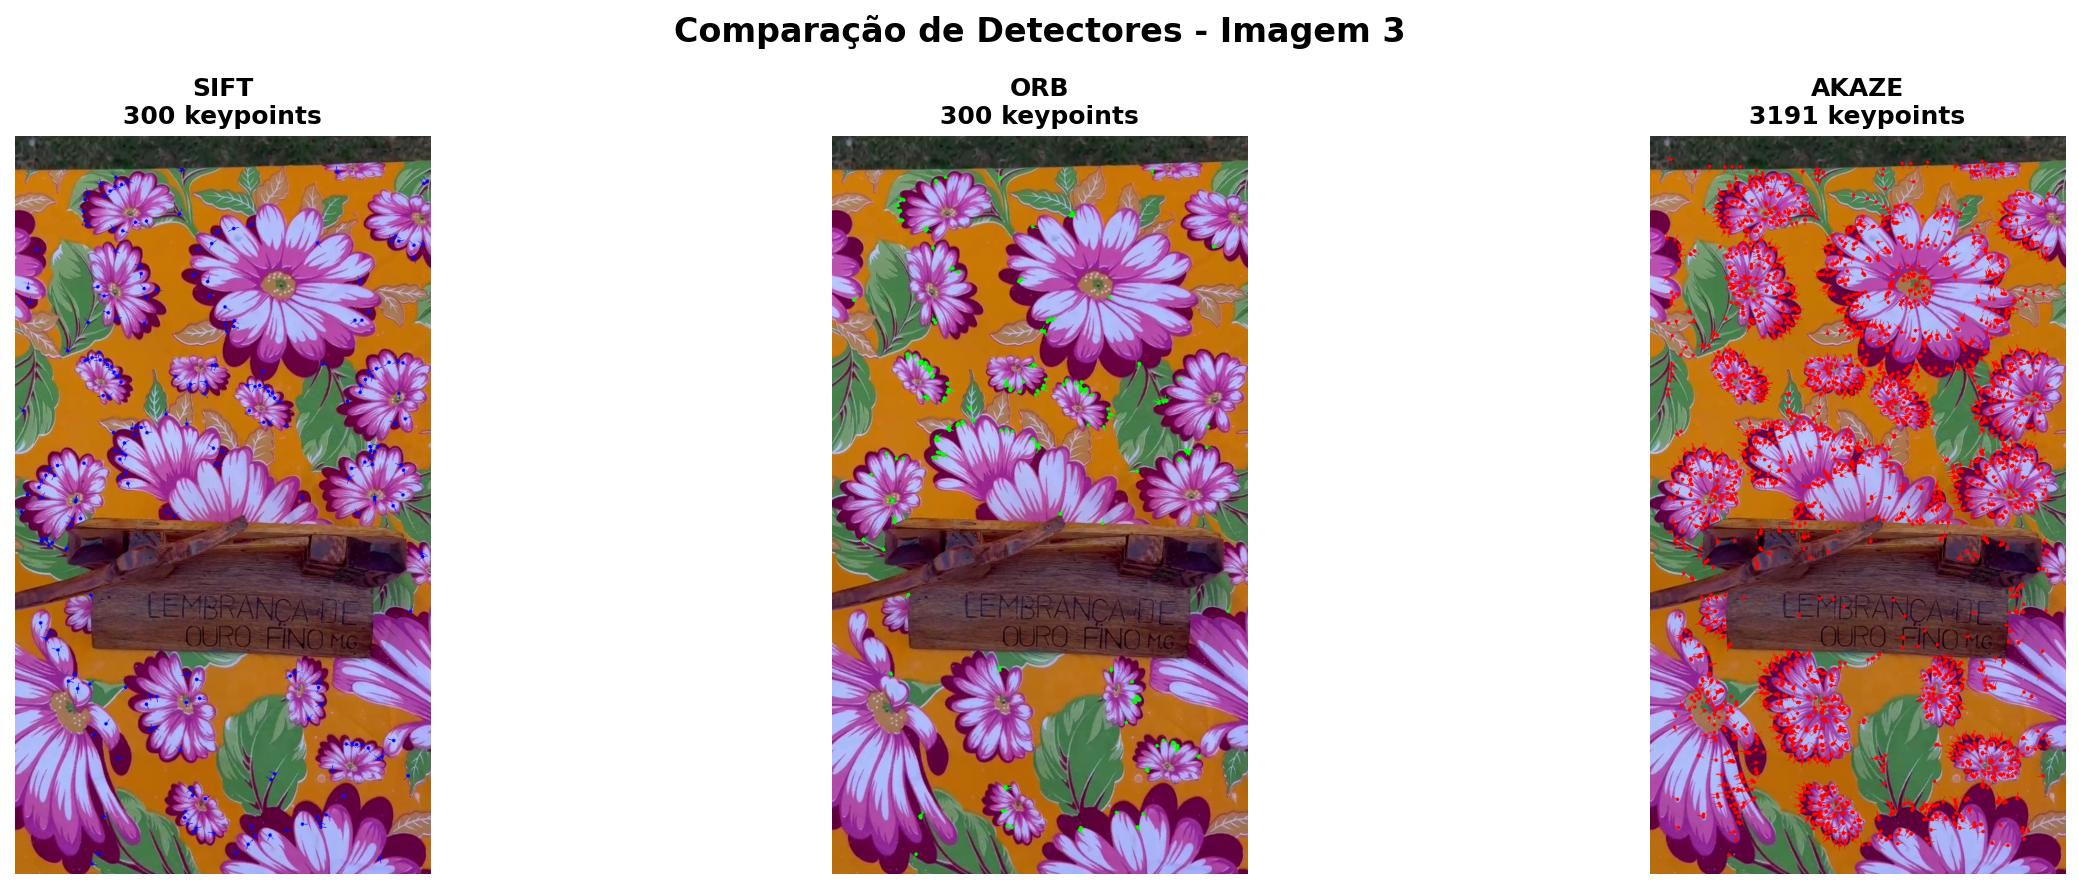 Comparação de Detectores - Imagem 3
SIFT
300 keypoints
ORB
300 keypoints
AKAZE
3191 keypoints
LEMBRANÇA DE
OURO FINO MG
LEMBRANÇA DE
OURO FINO MG
LEMBRANÇA DE
OURO FINO MG